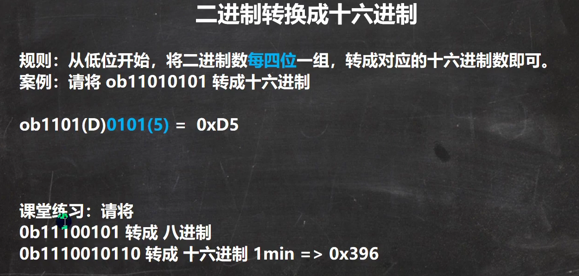 二进制转换成十六进制
规则：从低位开始，将二进制数每四位一组，转成对应的十六进制数即可。
案例：请将 ob11010101 转成十六进制
ob1101(D)0101(5) = 0xD5
课堂练习：请将
0b11100101 转成 八进制
0b1110010110 转成 十六进制 1min => 0x396